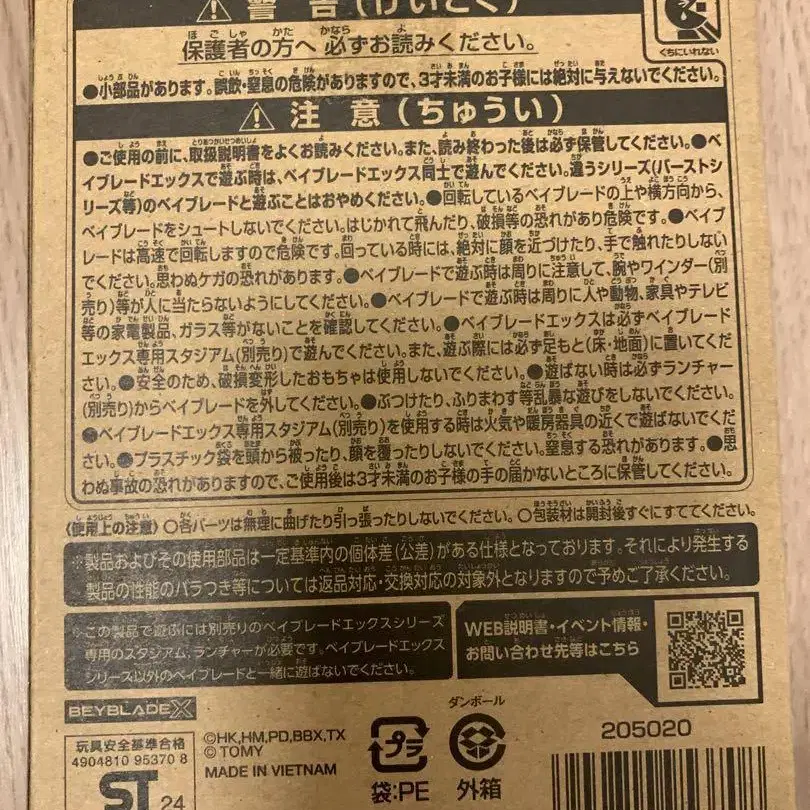 ⚠警告(けいこく)
保護者の方へ 必ずお読みください。
くちにいれない
●小部品があります。誤飲・窒息の危険がありますので、3才未満のお子様には絶対に与えないでください。
⚠注意(ちゅうい)
●ご使用の前に、取扱説明書をよくお読みください。また、読み終わった後は必ず保管してください。●ベ
イブレードエックスで遊ぶ時は、ベイブレードエックス同士で遊んでください。違うシリーズ(バーストシ
リーズ等)のベイブレードと遊ぶことはおやめください。●回転しているベイブレードの上や横方向から、
ベイブレードをシュートしないでください。はじかれて飛んだり、破損等の恐れがあり危険です。●ベイブ
レードは高速で回転しますので危険です。回っている時には、絶対に顔を近づけたり、手で触れたりしない
でください。思わぬケガの恐れがあります。●ベイブレードで遊ぶ時は周りに注意して、腕やワインダー(別
売り)等が人に当たらないようにしてください。●ベイブレードで遊ぶ時は周りに人や動物、家具やテレビ
等の家電製品、ガラス等がないことを確認してください。●ベイブレードエックスは必ずベイブレード
エックス専用スタジアム(別売り)で遊んでください。また、遊ぶ際には必ず足もと(床・地面)に置いてくだ
さい。●安全のため、破損変形したおもちゃは使用しないでください。●遊ばない時は必ずランチャー
(別売り)からベイブレードを外してください。●ぶつけたり、ふりまわす等乱暴な遊びをしないでください。
●ベイブレードエックス専用スタジアム(別売り)を使用する時は火気や暖房器具の近くで遊ばないでくだ
さい。●プラスチック袋を頭から被ったり、顔を覆ったりしないでください。窒息する恐れがあります。●思
わぬ事故の恐れがありますので、ご使用後は3才未満のお子様の手の届かないところに保管してください。
〈使用上の注意〉○各パーツは無理に曲げたり引っ張ったりしないでください。○包装材は開封後すぐにすててください。
※製品およびその使用部品は一定基準内の個体差(公差)がある仕様となっております。それにより発生する
製品の性能のバラつき等については返品対応・交換対応の対象外となりますので予めご了承ください。
※この製品で遊ぶには別売りのベイブレードエックスシリーズ
専用のスタジアム、ランチャーが必要です。ベイブレードエックス
シリーズ以外のベイブレードと一緒に遊ばないでください。
WEB説明書・イベント情報・
お問い合わせ先等はこちら
BEYBLADE X
玩具安全基準合格
4904810 95370 8
ST 24
©HK,HM,PD,BBX,TX
© TOMY
MADE IN VIETNAM
プラ
袋:PE
ダンボール
外箱
205020